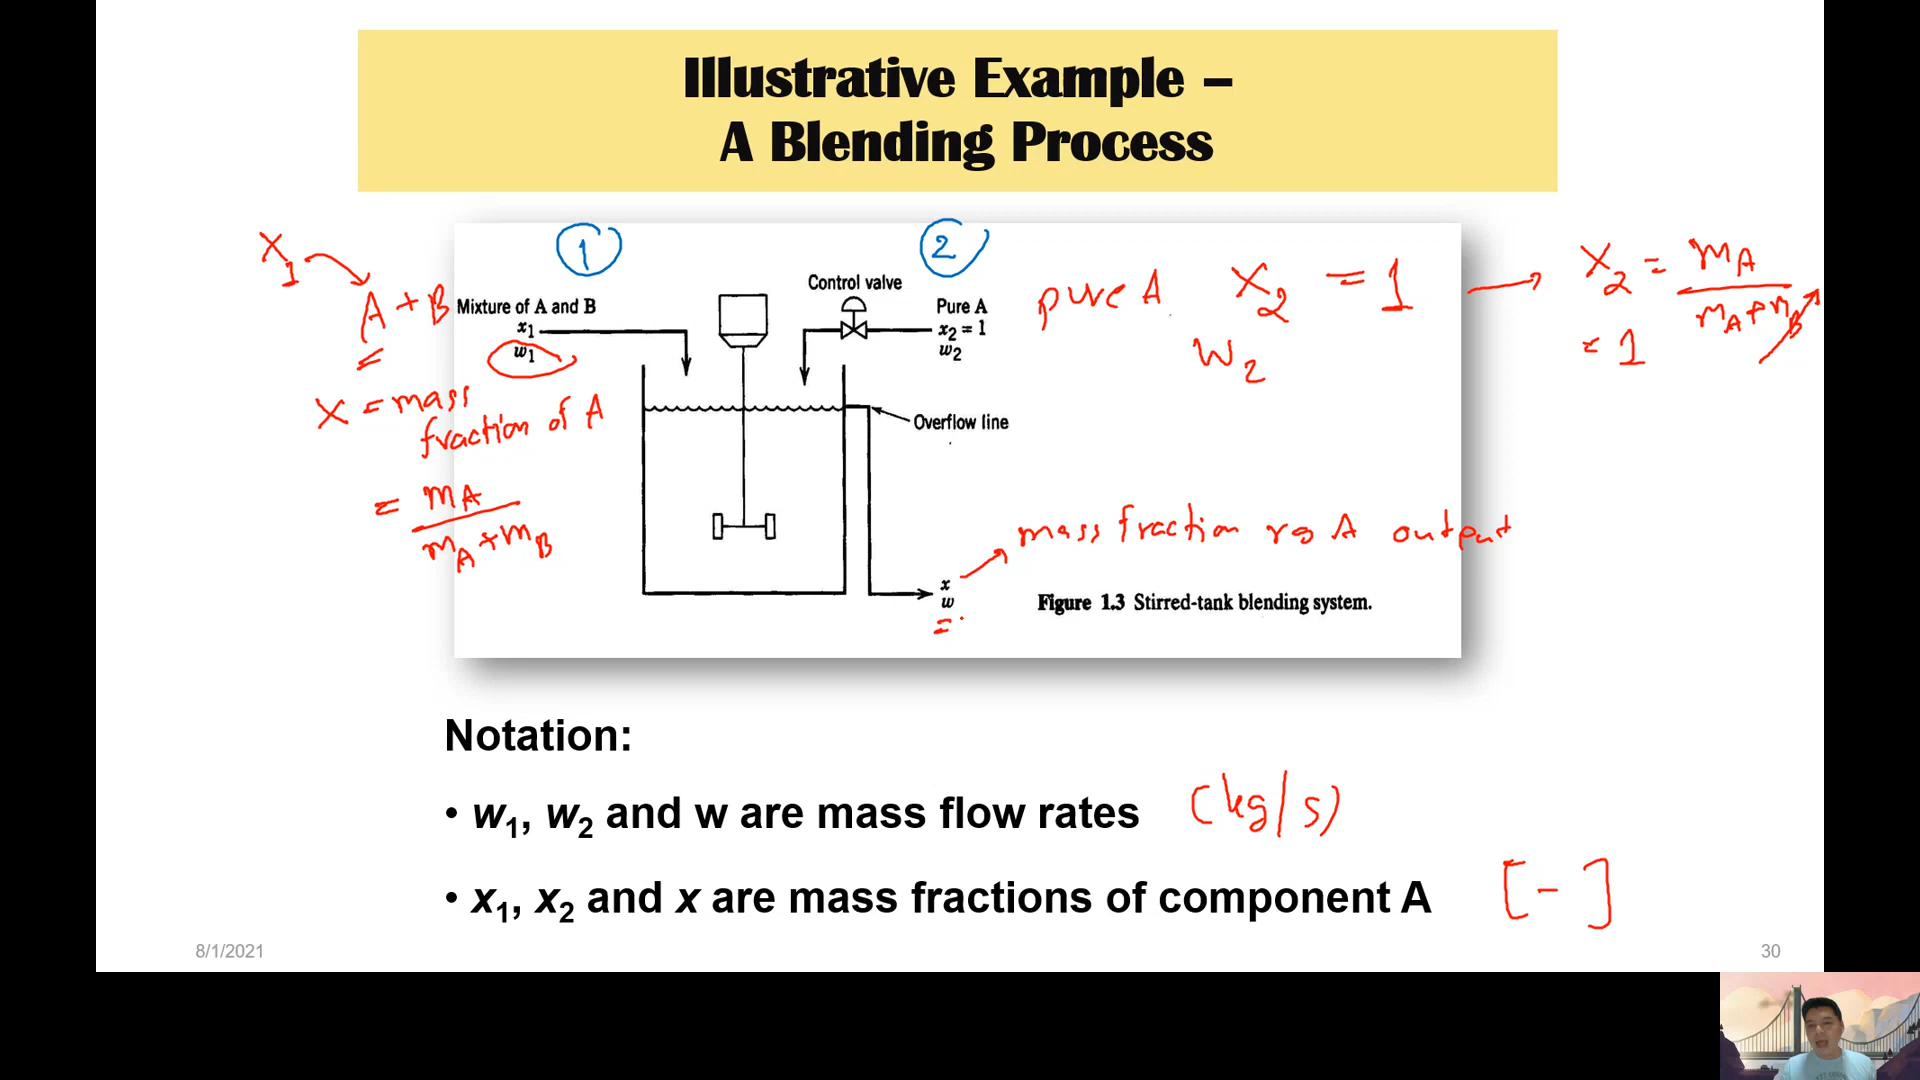 Illustrative Example –
A Blending Process
1
2
x1
A + B
x = mass
fraction of A
= mA
mA + mB
Mixture of A and B
x1
w1
Control valve
Pure A
x2 = 1
w2
Overflow line
x
w
=
Figure 1.3 Stirred-tank blending system.
pure A x2 = 1
w2
x2 = mA
mA + mB
= 1
mass fraction A output
Notation:
• w1, w2 and w are mass flow rates (kg/s)
• x1, x2 and x are mass fractions of component A [-]
8/1/2021
30